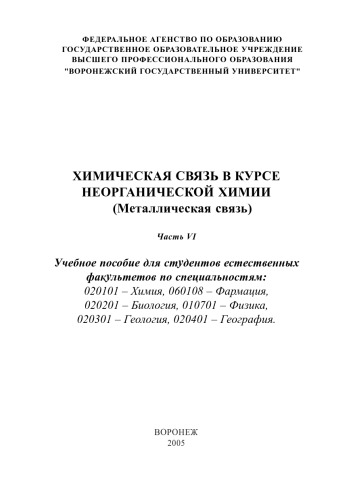 ФЕДЕРАЛЬНОЕ АГЕНСТВО ПО ОБРАЗОВАНИЮ
ГОСУДАРСТВЕННОЕ ОБРАЗОВАТЕЛЬНОЕ УЧРЕЖДЕНИЕ
ВЫСШЕГО ПРОФЕССИОНАЛЬНОГО ОБРАЗОВАНИЯ
"ВОРОНЕЖСКИЙ ГОСУДАРСТВЕННЫЙ УНИВЕРСИТЕТ"
ХИМИЧЕСКАЯ СВЯЗЬ В КУРСЕ
НЕОРГАНИЧЕСКОЙ ХИМИИ
(Металлическая связь)
Часть VI
Учебное пособие для студентов естественных
факультетов по специальностям:
020101 – Химия, 060108 – Фармация,
020201 – Биология, 010701 – Физика,
020301 – Геология, 020401 – География.
ВОРОНЕЖ
2005